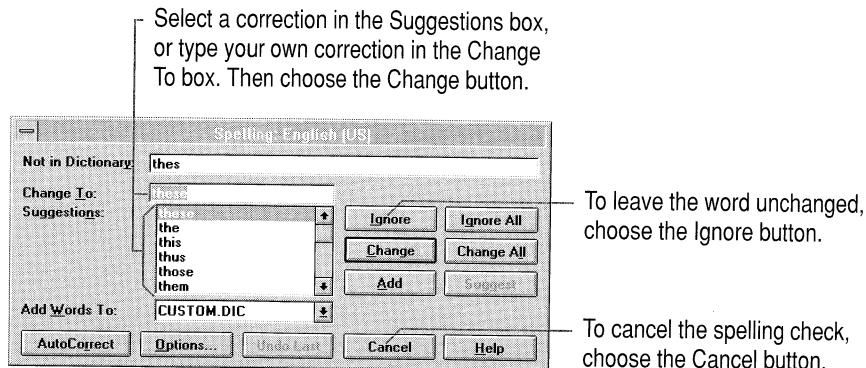 Select a correction in the Suggestions box,
or type your own correction in the Change
To box. Then choose the Change button.
Spelling: English (US)
Not in Dictionary: thes
Change To: these
Suggestions:
these
the
this
thus
those
them
Ignore Ignore All
Change Change All
Add Suggest
Add Words To: CUSTOM.DIC
AutoCorrect Options... Undo Last Cancel Help
To leave the word unchanged,
choose the Ignore button.
To cancel the spelling check,
choose the Cancel button.